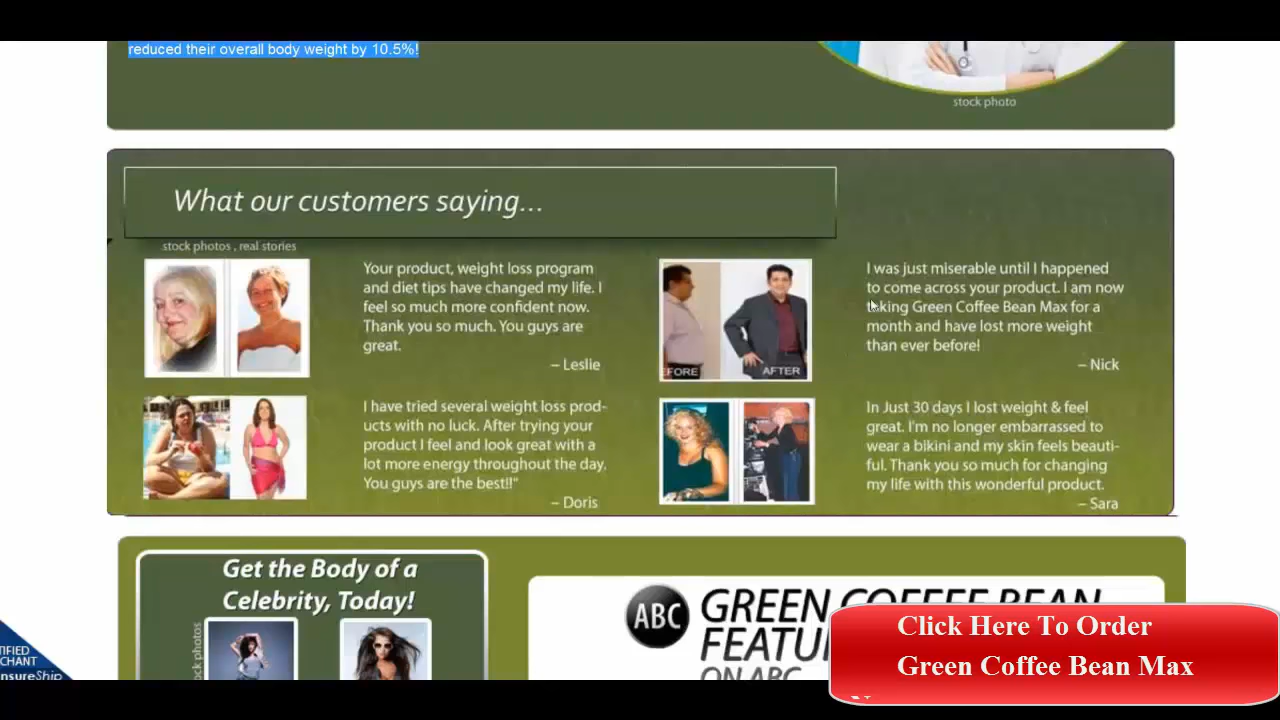 reduced their overall body weight by 10.5%!
stock photo
What our customers saying...
stock photos , real stories
Your product, weight loss program
and diet tips have changed my life. I
feel so much more confident now.
Thank you so much. You guys are
great.
– Leslie
EFORE
AFTER
I was just miserable until I happened
to come across your product. I am now
taking Green Coffee Bean Max for a
month and have lost more weight
than ever before!
– Nick
I have tried several weight loss prod-
ucts with no luck. After trying your
product I feel and look great with a
lot more energy throughout the day.
You guys are the best!!"
– Doris
In Just 30 days I lost weight & feel
great. I'm no longer embarrassed to
wear a bikini and my skin feels beauti-
ful. Thank you so much for changing
my life with this wonderful product.
– Sara
Get the Body of a
Celebrity, Today!
ck photos
ABC
GREEN COFFEE BEAN
FEATU
ON ABC
TIFIED
CHANT
nsureShip
Click Here To Order
Green Coffee Bean Max